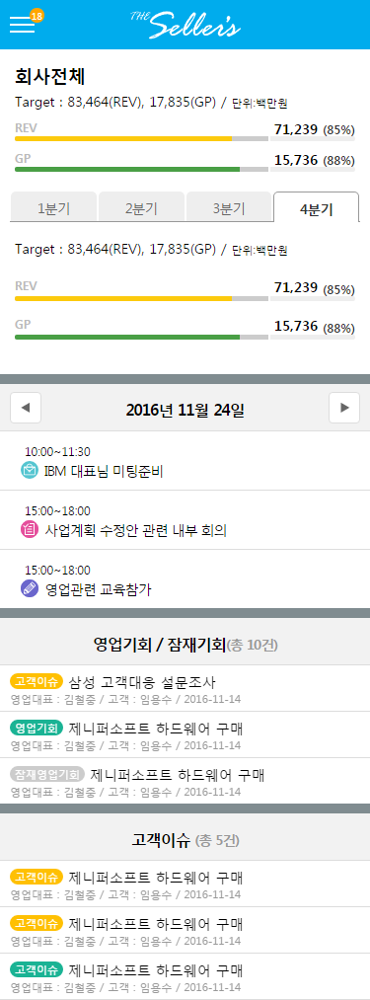 18
THE Seller's
회사전체
Target : 83,464(REV), 17,835(GP) / 단위:백만원
REV 71,239 (85%)
GP 15,736 (88%)
1분기 2분기 3분기 4분기
Target : 83,464(REV), 17,835(GP) / 단위:백만원
REV 71,239 (85%)
GP 15,736 (88%)
2016년 11월 24일
10:00~11:30
IBM 대표님 미팅준비
15:00~18:00
사업계획 수정안 관련 내부 회의
15:00~18:00
영업관련 교육참가
영업기회 / 잠재기회(총 10건)
고객이슈 삼성 고객대응 설문조사
영업대표 : 김철중 / 고객 : 임용수 / 2016-11-14
영업기회 제니퍼소프트 하드웨어 구매
영업대표 : 김철중 / 고객 : 임용수 / 2016-11-14
잠재영업기회 제니퍼소프트 하드웨어 구매
영업대표 : 김철중 / 고객 : 임용수 / 2016-11-14
고객이슈 (총 5건)
고객이슈 제니퍼소프트 하드웨어 구매
영업대표 : 김철중 / 고객 : 임용수 / 2016-11-14
고객이슈 제니퍼소프트 하드웨어 구매
영업대표 : 김철중 / 고객 : 임용수 / 2016-11-14
고객이슈 제니퍼소프트 하드웨어 구매
영업대표 : 김철중 / 고객 : 임용수 / 2016-11-14